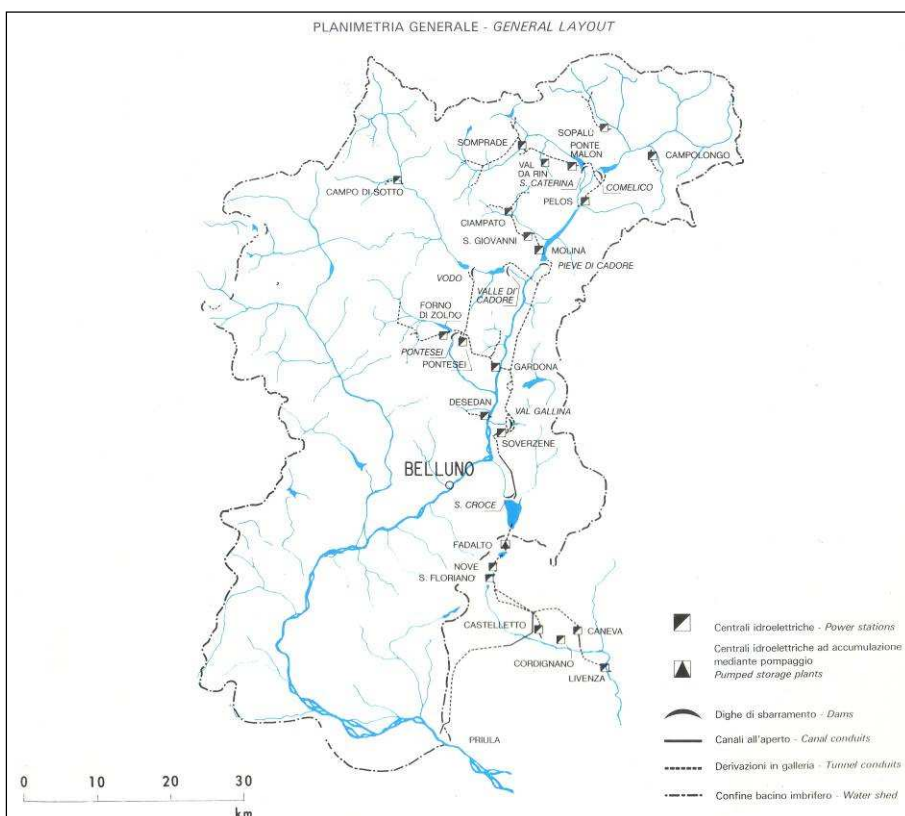 PLANIMETRIA GENERALE - GENERAL LAYOUT
SOPALÙ
SOMPRADE
PONTE
MALON
CAMPOLONGO
VAL
DA RIN
S. CATERINA
COMELICO
CAMPO DI SOTTO
PELOS
CIAMPATO
S. GIOVANNI
MOLINÀ
PIEVE DI CADORE
VODO
VALLE DI
CADORE
FORNO
DI ZOLDO
PONTESEI
PONTESEI
GARDONA
DESEDAN
VAL GALLINA
SOVERZENE
BELLUNO
S. CROCE
FADALTO
NOVE
S. FLORIANO
CASTELLETTO
CANEVA
CORDIGNANO
LIVENZA
PRIULA
Centrali idroelettriche - Power stations
Centrali idroelettriche ad accumulazione
mediante pompaggio
Pumped storage plants
Dighe di sbarramento - Dams
Canali all'aperto - Canal conduits
Derivazioni in galleria - Tunnel conduits
Confine bacino imbrifero - Water shed
0 10 20 30
km